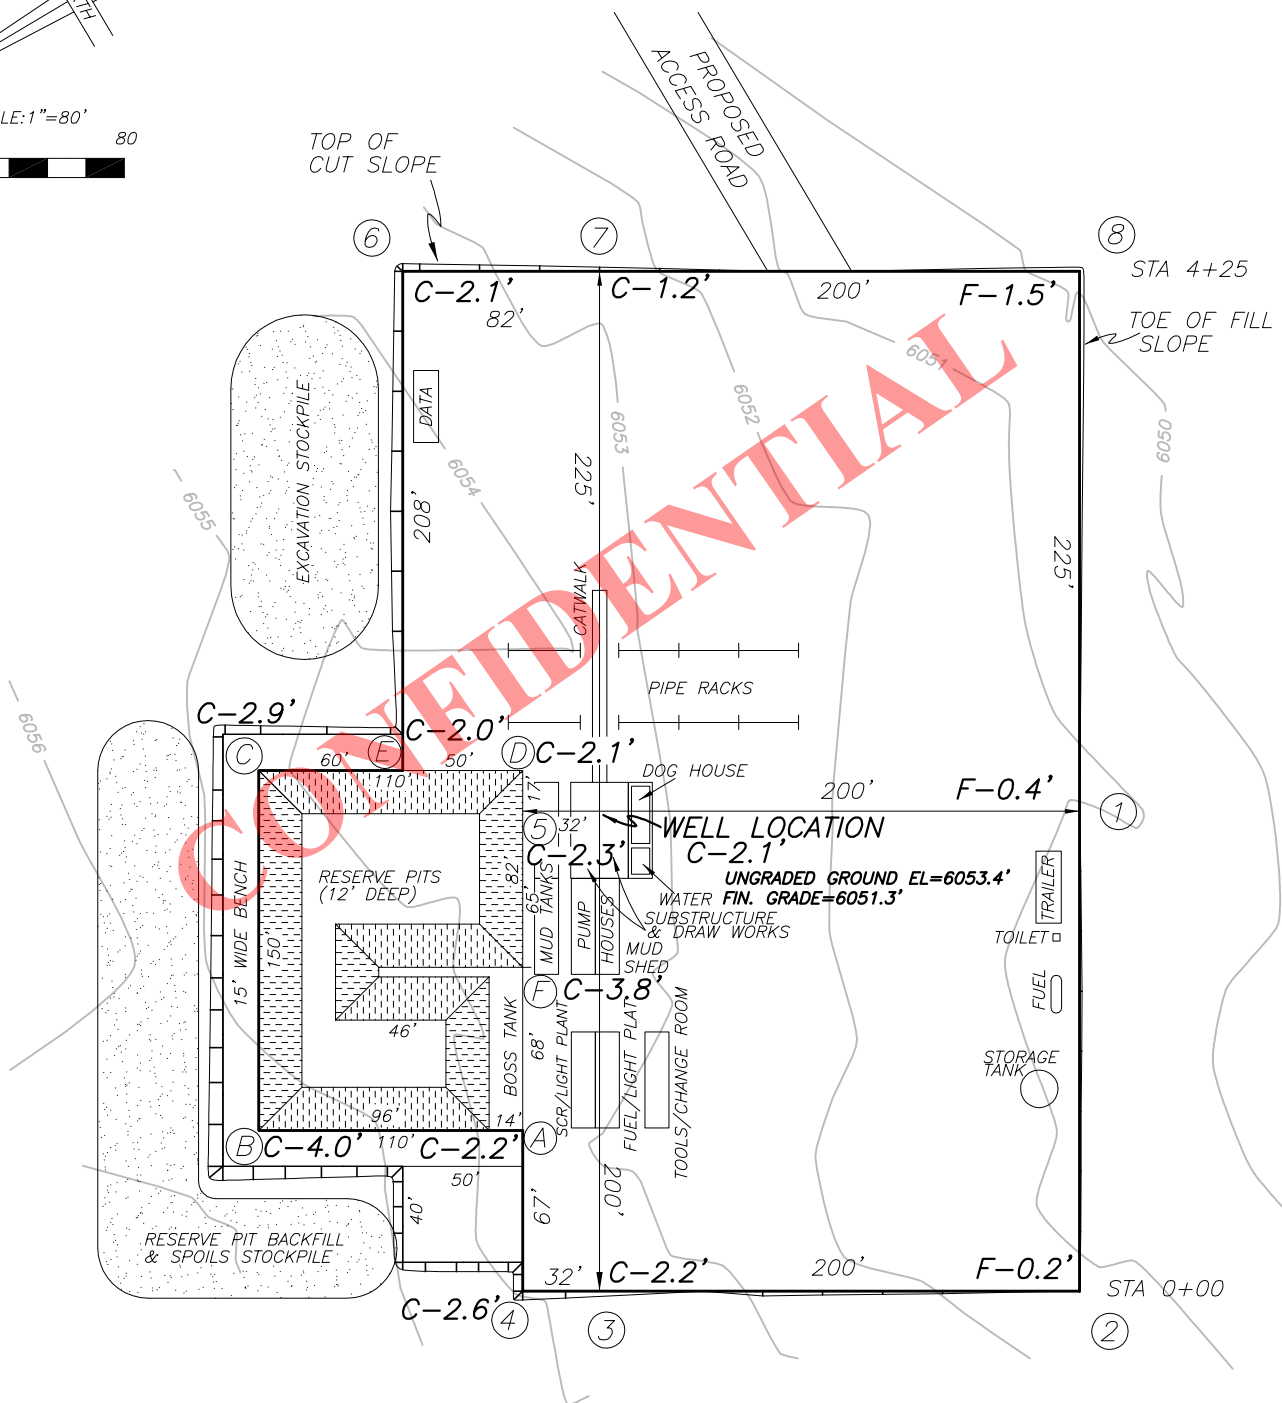 LE:1"=80'
80
TOP OF
CUT SLOPE
PROPOSED
ACCESS ROAD
6
7
8
STA 4+25
C-2.1'
C-1.2'
200'
F-1.5'
82'
TOE OF FILL
SLOPE
6051
6052
6053
6054
6055
6056
6050
DATA
EXCAVATION STOCKPILE
208'
225'
225'
CATWALK
CONFIDENTIAL
PIPE RACKS
C-2.9'
C-2.0'
C
E
D
C-2.1'
60'
50'
110'
17'
DOG HOUSE
200'
F-0.4'
1
5
32'
WELL LOCATION
C-2.3'
C-2.1'
UNGRADED GROUND EL=6053.4'
FIN. GRADE=6051.3'
RESERVE PITS
(12' DEEP)
82'
65'
MUD TANKS
PUMP
HOUSES
WATER
SUBSTRUCTURE
& DRAW WORKS
MUD
SHED
TRAILER
TOILET
FUEL
STORAGE
TANK
15' WIDE BENCH
150'
F
C-3.8'
46'
BOSS TANK
68'
SCR/LIGHT PLANT
FUEL/LIGHT PLAT
TOOLS/CHANGE ROOM
96'
14'
A
B
C-4.0'
110'
C-2.2'
50'
40'
67'
200'
RESERVE PIT BACKFILL
& SPOILS STOCKPILE
32'
C-2.2'
200'
F-0.2'
STA 0+00
C-2.6'
4
3
2